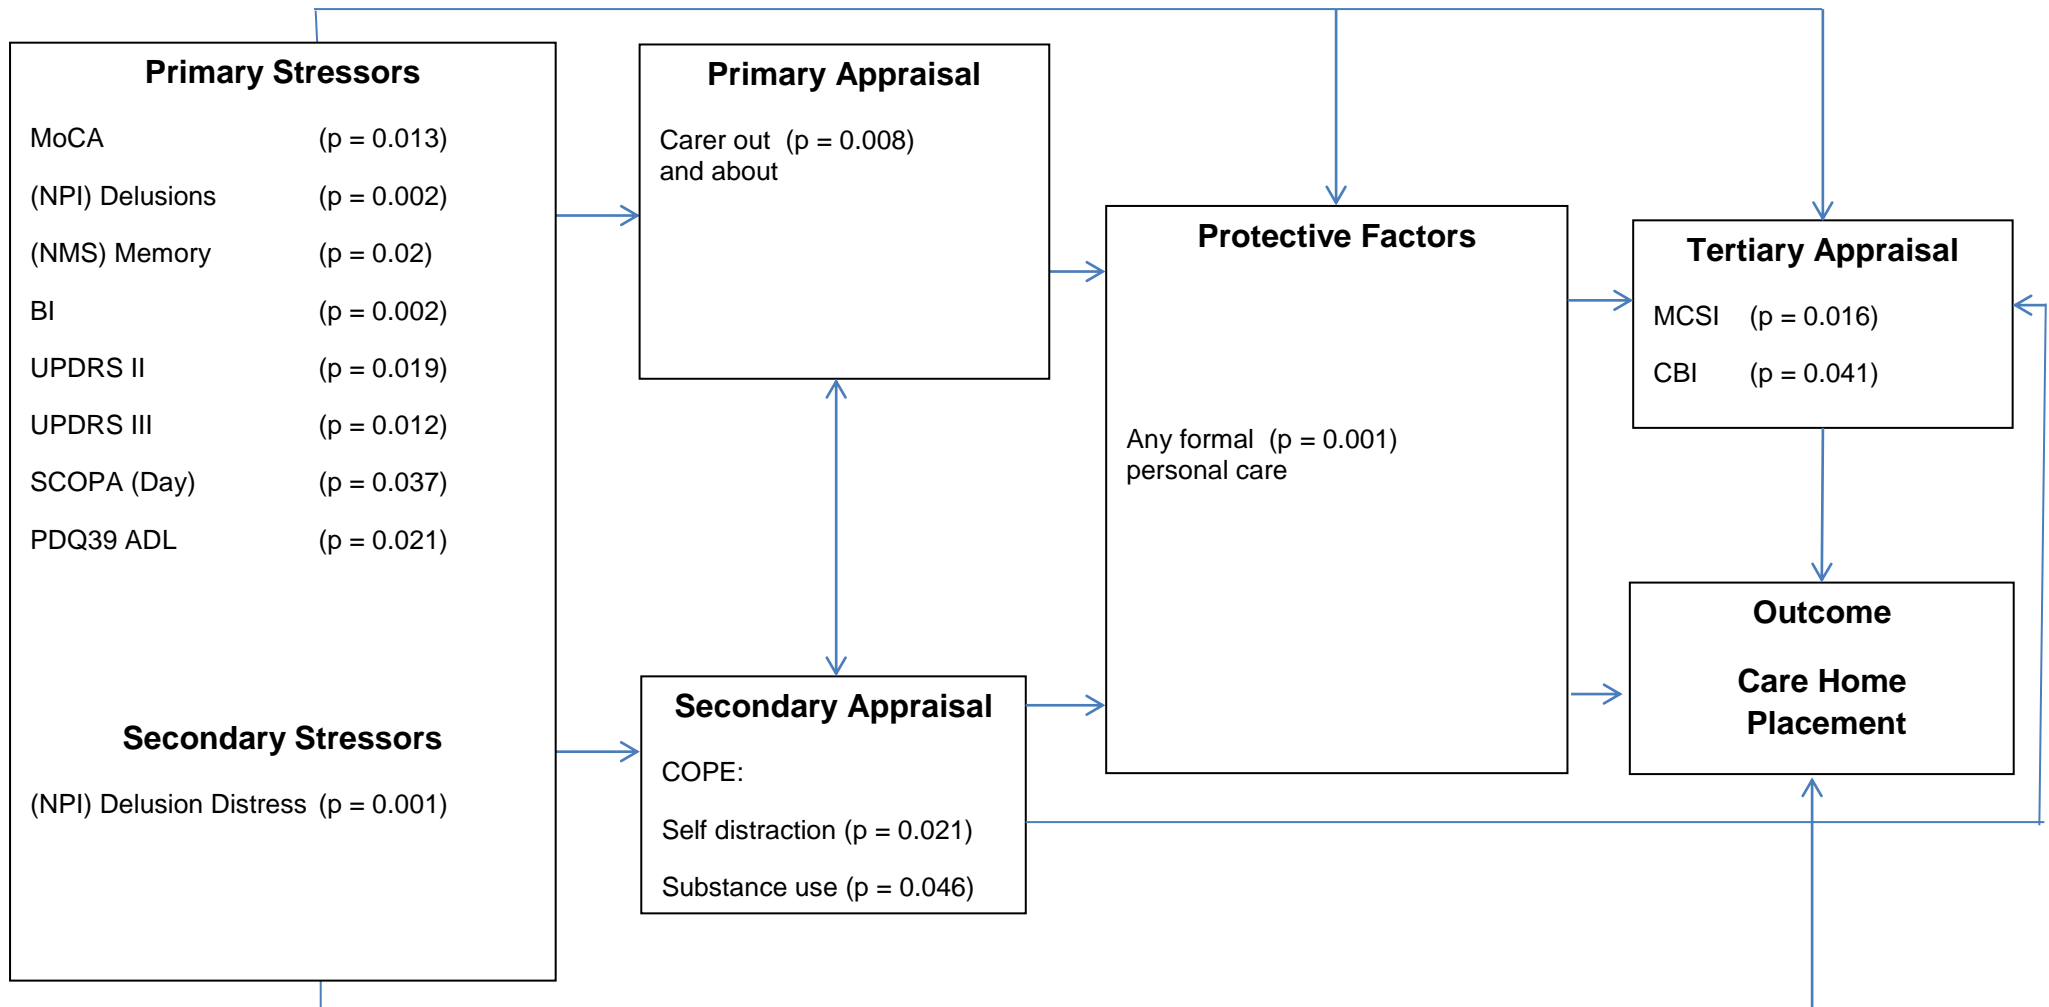 Primary Stressors
MoCA (p = 0.013)
(NPI) Delusions (p = 0.002)
(NMS) Memory (p = 0.02)
BI (p = 0.002)
UPDRS II (p = 0.019)
UPDRS III (p = 0.012)
SCOPA (Day) (p = 0.037)
PDQ39 ADL (p = 0.021)
Secondary Stressors
(NPI) Delusion Distress (p = 0.001)
Primary Appraisal
Carer out (p = 0.008)
and about
Secondary Appraisal
COPE:
Self distraction (p = 0.021)
Substance use (p = 0.046)
Protective Factors
Any formal (p = 0.001)
personal care
Tertiary Appraisal
MCSI (p = 0.016)
CBI (p = 0.041)
Outcome
Care Home
Placement